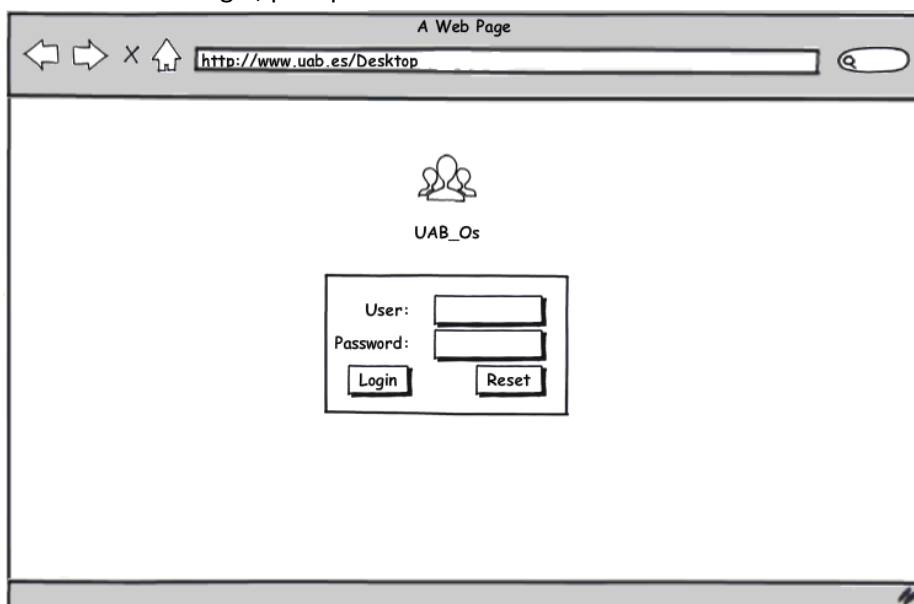 A Web Page
http://www.uab.es/Desktop
UAB_Os
User:
Password:
Login Reset